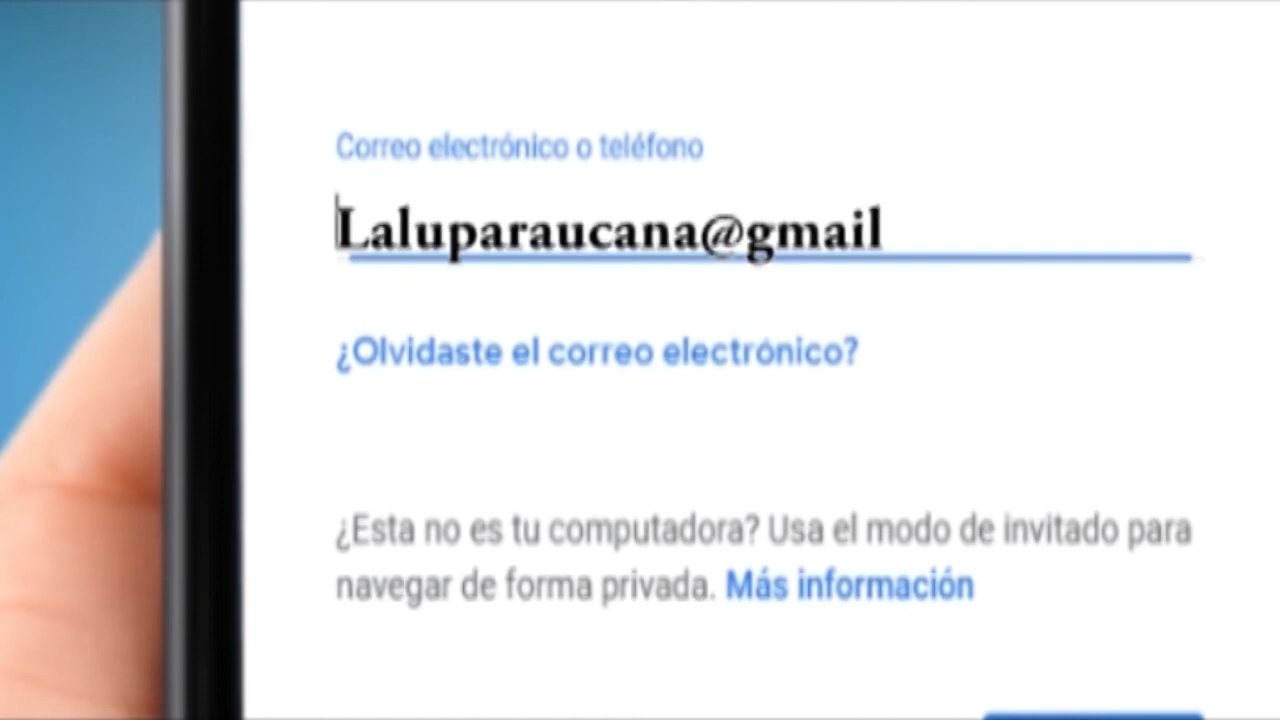 Correo electrónico o teléfono
Laluparaucana@gmail
¿Olvidaste el correo electrónico?
¿Esta no es tu computadora? Usa el modo de invitado para
navegar de forma privada. Más información